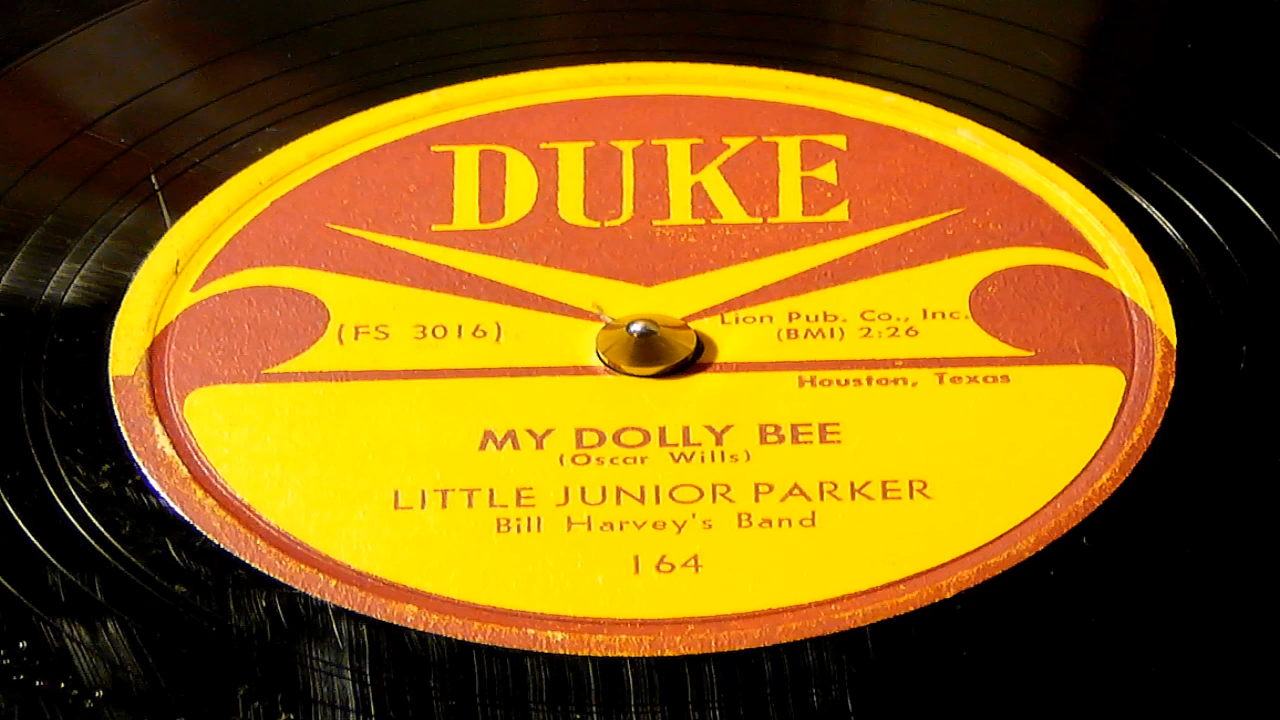 DUKE
(FS 3016)
Lion Pub. Co., Inc.
(BMI) 2:26
Houston, Texas
MY DOLLY BEE
(Oscar Wills)
LITTLE JUNIOR PARKER
Bill Harvey's Band
164